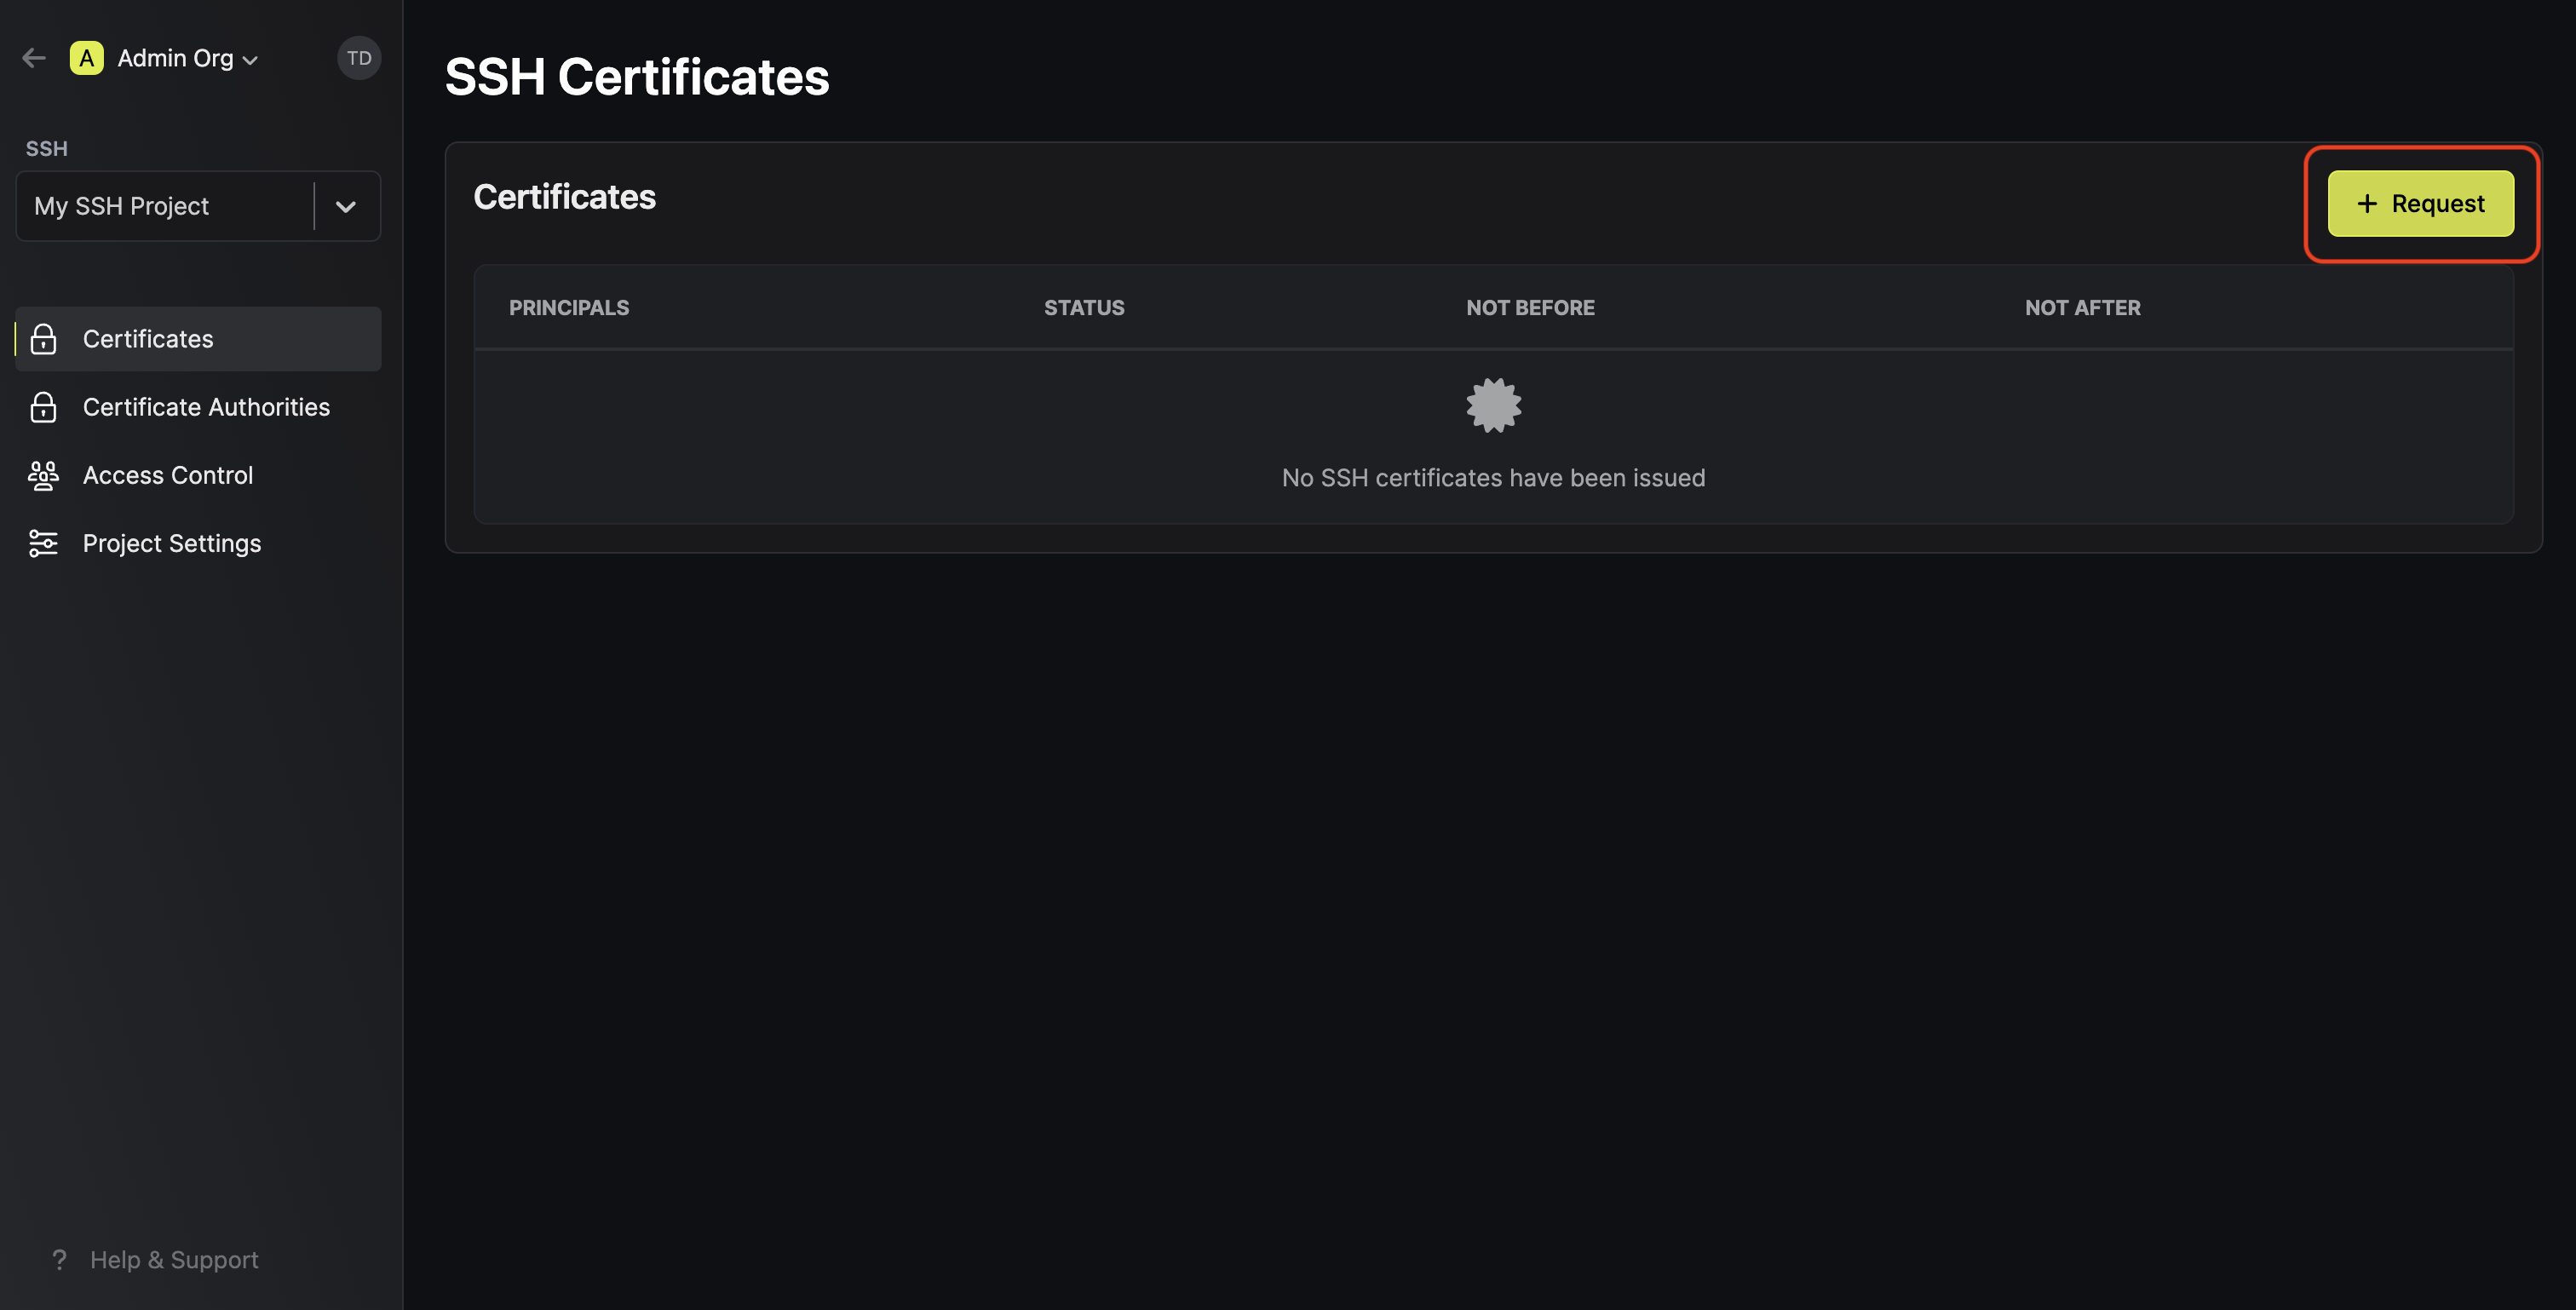 A Admin Org TD
SSH
My SSH Project
Certificates
Certificate Authorities
Access Control
Project Settings
? Help & Support
SSH Certificates
Certificates
+ Request
PRINCIPALS STATUS NOT BEFORE NOT AFTER
No SSH certificates have been issued